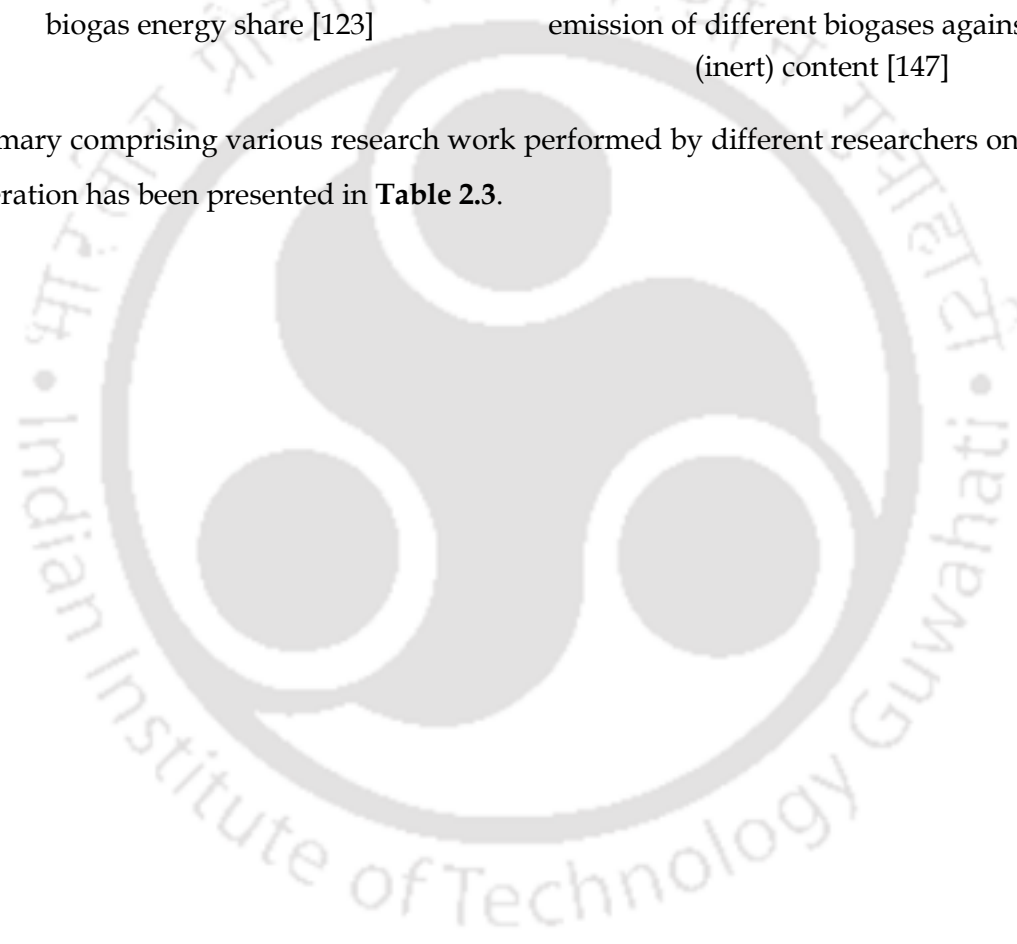 biogas energy share [123]
emission of different biogases agains
(inert) content [147]
mary comprising various research work performed by different researchers on
ration has been presented in Table 2.3.
Indian Institute of Technology Guwahati